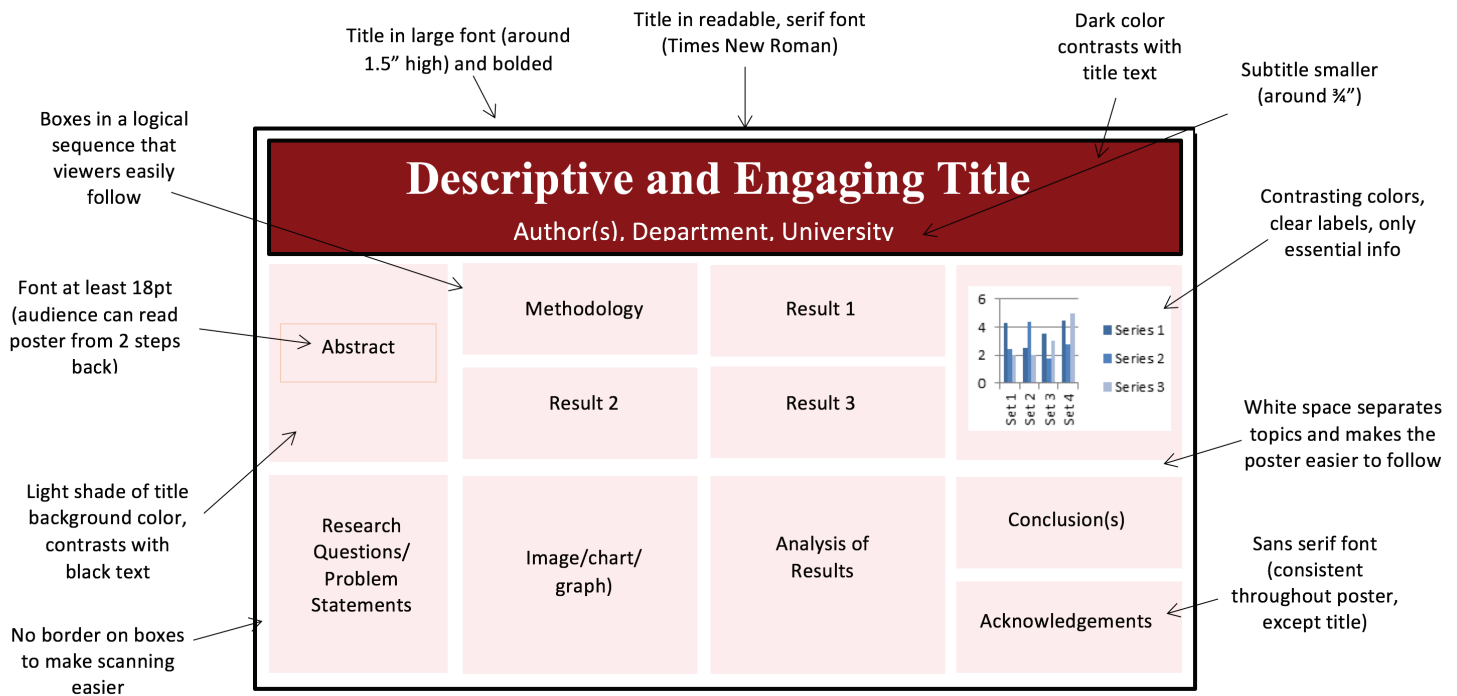 Title in large font (around
1.5” high) and bolded
Title in readable, serif font
(Times New Roman)
Dark color
contrasts with
title text
Subtitle smaller
(around ¾”)
Boxes in a logical
sequence that
viewers easily
follow
Descriptive and Engaging Title
Author(s), Department, University
Contrasting colors,
clear labels, only
essential info
Font at least 18pt
(audience can read
poster from 2 steps
back)
Abstract
Methodology
Result 1
Result 2
Result 3
6
4
2
0
Set 1
Set 2
Set 3
Set 4
Series 1
Series 2
Series 3
White space separates
topics and makes the
poster easier to follow
Light shade of title
background color,
contrasts with
black text
Research
Questions/
Problem
Statements
Image/chart/
graph)
Analysis of
Results
Conclusion(s)
Acknowledgements
Sans serif font
(consistent
throughout poster,
except title)
No border on boxes
to make scanning
easier